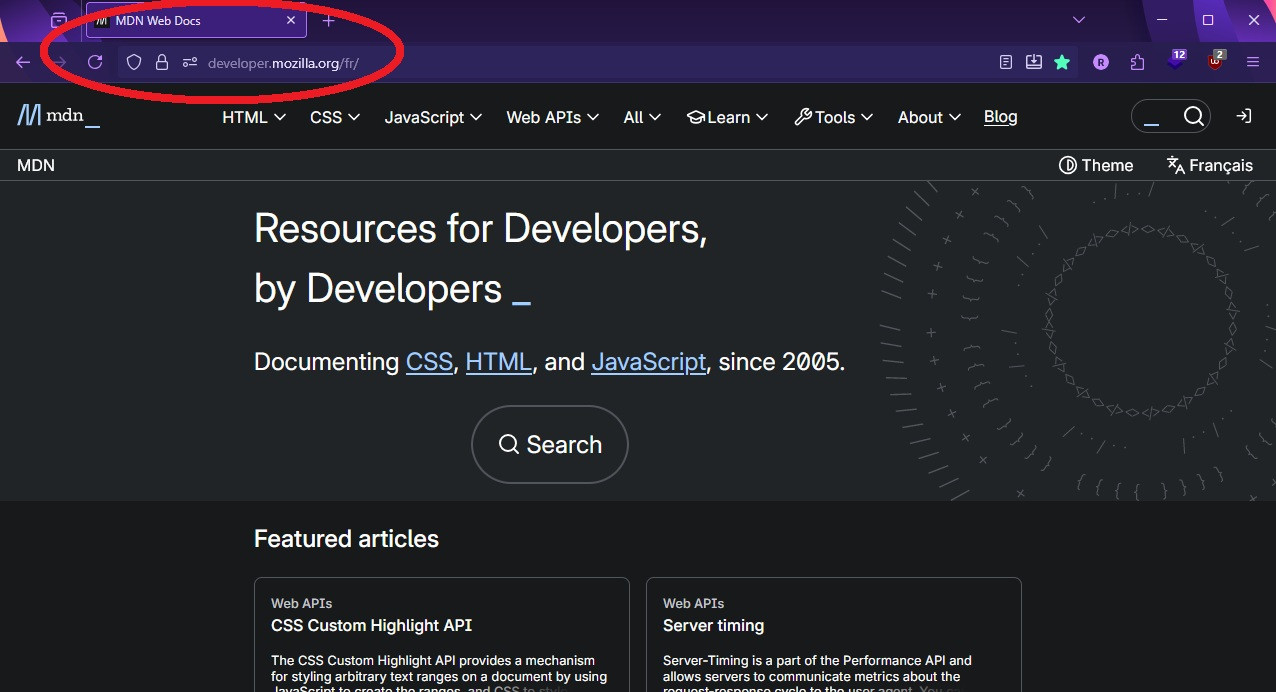 MDN Web Docs
developer.mozilla.org/fr/
12
2
R
mdn_
HTML CSS JavaScript Web APIs All Learn Tools About Blog
MDN
Theme Français
Resources for Developers,
by Developers _
Documenting CSS, HTML, and JavaScript, since 2005.
Search
Featured articles
Web APIs
CSS Custom Highlight API
The CSS Custom Highlight API provides a mechanism
for styling arbitrary text ranges on a document by using
JavaScript to create the ranges, and CSS to style
Web APIs
Server timing
Server-Timing is a part of the Performance API and
allows servers to communicate metrics about the
request-response cycle to the user agent. You can